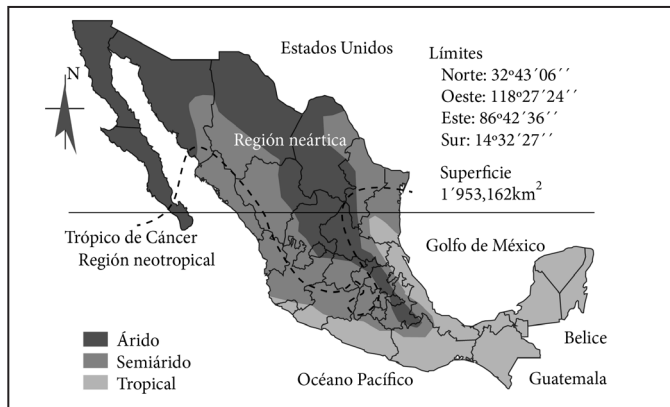 Estados Unidos
Límites
Norte: 32º43´06´´
Oeste: 118º27´24´´
Este: 86º42´36´´
Sur: 14º32´27´´
N
Región neártica
Superficie
1´953,162km²
Trópico de Cáncer
Región neotropical
Golfo de México
Árido
Semiárido
Tropical
Océano Pacífico
Belice
Guatemala